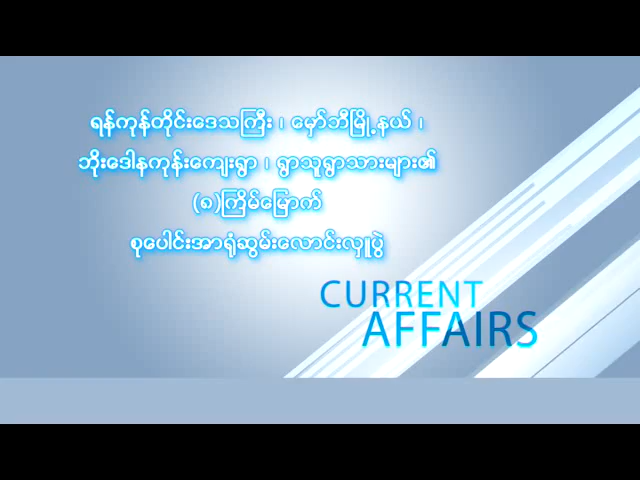 ရန်ကုန်တိုင်းဒေသကြီး ၊ မှော်ဘီမြို့နယ် ၊
ဘိုးဒေါနကုန်းကျေးရွာ ၊ ရွာသူရွာသားများ၏
(၈)ကြိမ်မြောက်
စုပေါင်းအာရုံဆွမ်းလောင်းလှူပွဲ
CURRENT
AFFAIRS